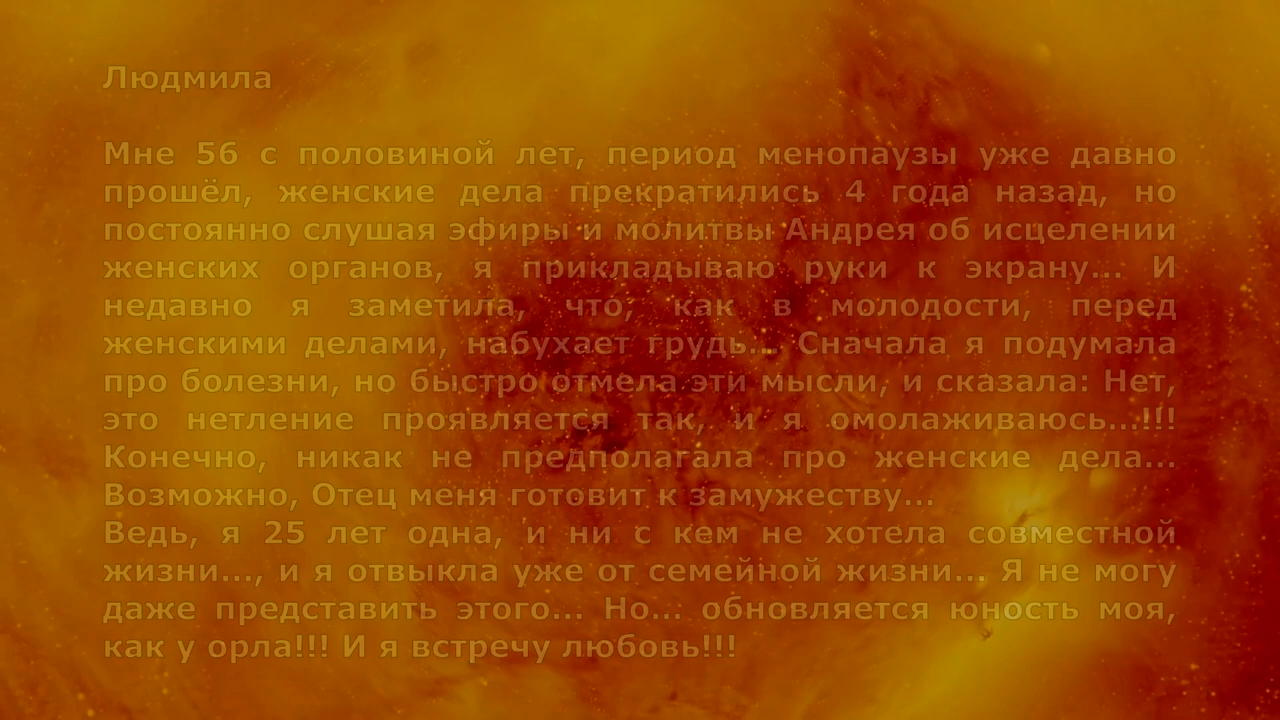 Людмила
Мне 56 с половиной лет, период менопаузы уже давно
прошёл, женские дела прекратились 4 года назад, но
постоянно слушая эфиры и молитвы Андрея об исцелении
женских органов, я прикладываю руки к экрану... И
недавно я заметила, что, как в молодости, перед
женскими делами, набухает грудь... Сначала я подумала
про болезни, но быстро отмела эти мысли, и сказала: Нет,
это нетление проявляется так, и я омолаживаюсь...!!!
Конечно, никак не предполагала про женские дела...
Возможно, Отец меня готовит к замужеству...
Ведь, я 25 лет одна, и ни с кем не хотела совместной
жизни..., и я отвыкла уже от семейной жизни... Я не могу
даже представить этого... Но... обновляется юность моя,
как у орла!!! И я встречу любовь!!!